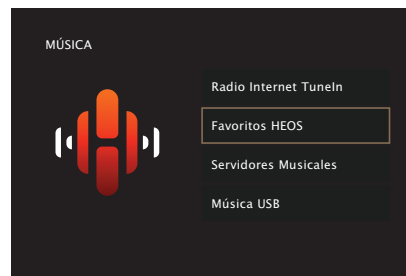 MÚSICA
Radio Internet TuneIn
Favoritos HEOS
Servidores Musicales
Música USB